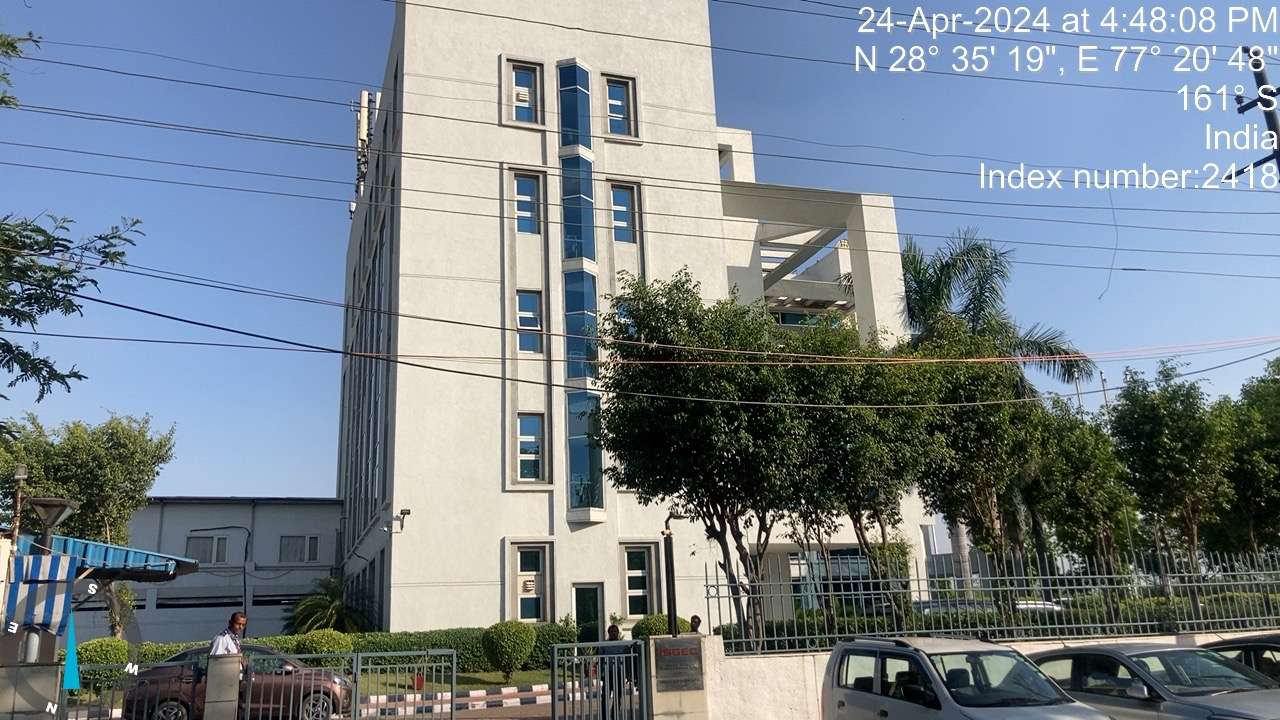 24-Apr-2024 at 4:48:08 PM
N 28° 35' 19", E 77° 20' 48"
161° S
India
Index number:2418
S
E
W
N
ISGEC